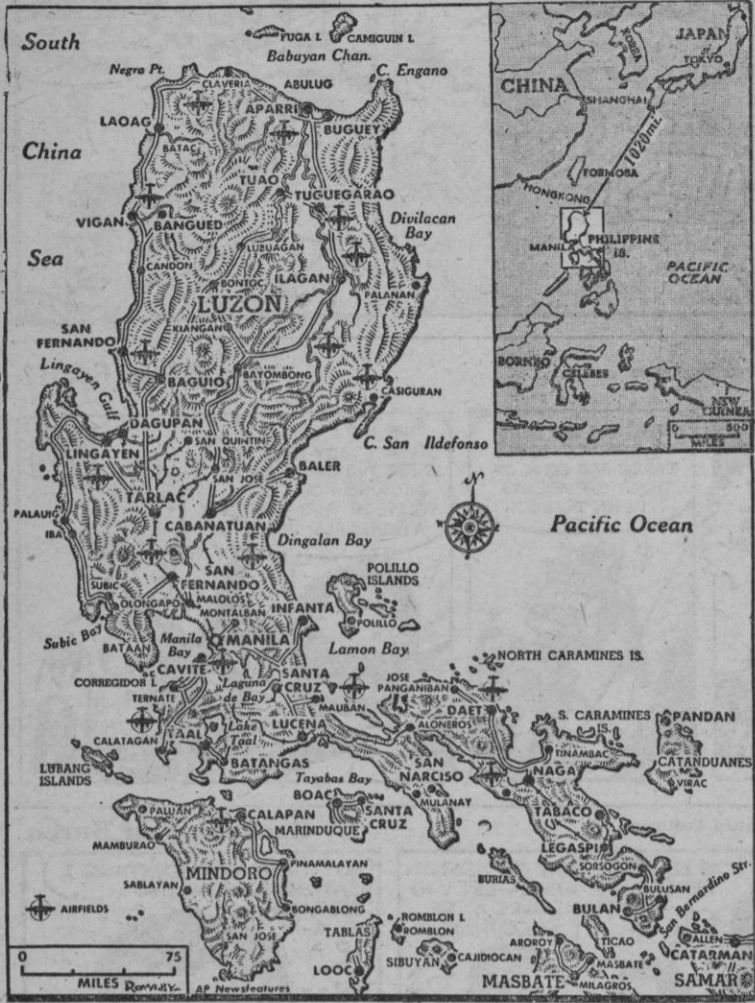 South
FUGA I.
CAMIGUIN I.
Babuyan Chan.
Negra Pt.
C. Engano
CLAVERIA
ABULUG
APARRI
BUGUEY
LAOAG
BATAC
China
TUAO
TUGUEGARAO
VIGAN
BANGUED
Divilacan
Bay
LUBUAGAN
Sea
CANDON
BONTOC
ILAGAN
PALANAN
LUZON
KIANGAN
SAN
FERNANDO
BAYOMBONG
BAGUIO
Lingayen Gulf
CASIGURAN
DAGUPAN
SAN QUINTIN
C. San Ildefonso
LINGAYEN
SAN JOSE
BALER
TARLAC
PALAUIG
CABANATUAN
IBA
Dingalan Bay
Pacific Ocean
N
W
E
S
SAN
FERNANDO
POLILLO
ISLANDS
SUBIC
MALOLOS
OLONGAPO
MONTALBAN
INFANTA
POLILLO
Subic Bay
BATAAN
Manila
Bay
MANILA
Lamon Bay
NORTH CARAMINES IS.
CAVITE
CORREGIDOR I.
Laguna
de Bay
SANTA
CRUZ
JOSE
PANGANIBAN
TERNATE
MAUBAN
DAET
S. CARAMINES
IS.
PANDAN
TAAL
Lake
Taal
LUCENA
ALONEROS
CALATAGAN
TINAMBAC
CATANDUANES
BATANGAS
SAN
NARCISO
NAGA
VIRAC
LUBANG
ISLANDS
Tayabas Bay
BOAC
MULANAY
TABACO
PALUAN
CALAPAN
SANTA
CRUZ
MARINDUQUE
LEGASPI
MAMBURAO
SORSOGON
PINAMALAYAN
MINDORO
BURIAS
BULUSAN
San Bernardino Str.
SABLAYAN
BULAN
AIRFIELDS
BONGABLONG
ROMBLON I.
ROMBLON
TABLAS
SAN JOSE
AROROY
TICAO
ALLEN
CATARMAN
SIBUYAN
CAJIDIOCAN
MASBATE
LOOC
MASBATE
MILAGROS
SAMAR
0 75
MILES
AP Newsfeatures
JAPAN
KOREA
TOKYO
CHINA
SHANGHAI
1020 mi.
FORMOSA
HONGKONG
MANILA
PHILIPPINE
IS.
PACIFIC
OCEAN
BORNEO
CELEBES
NEW
GUINEA
0 500
MILES